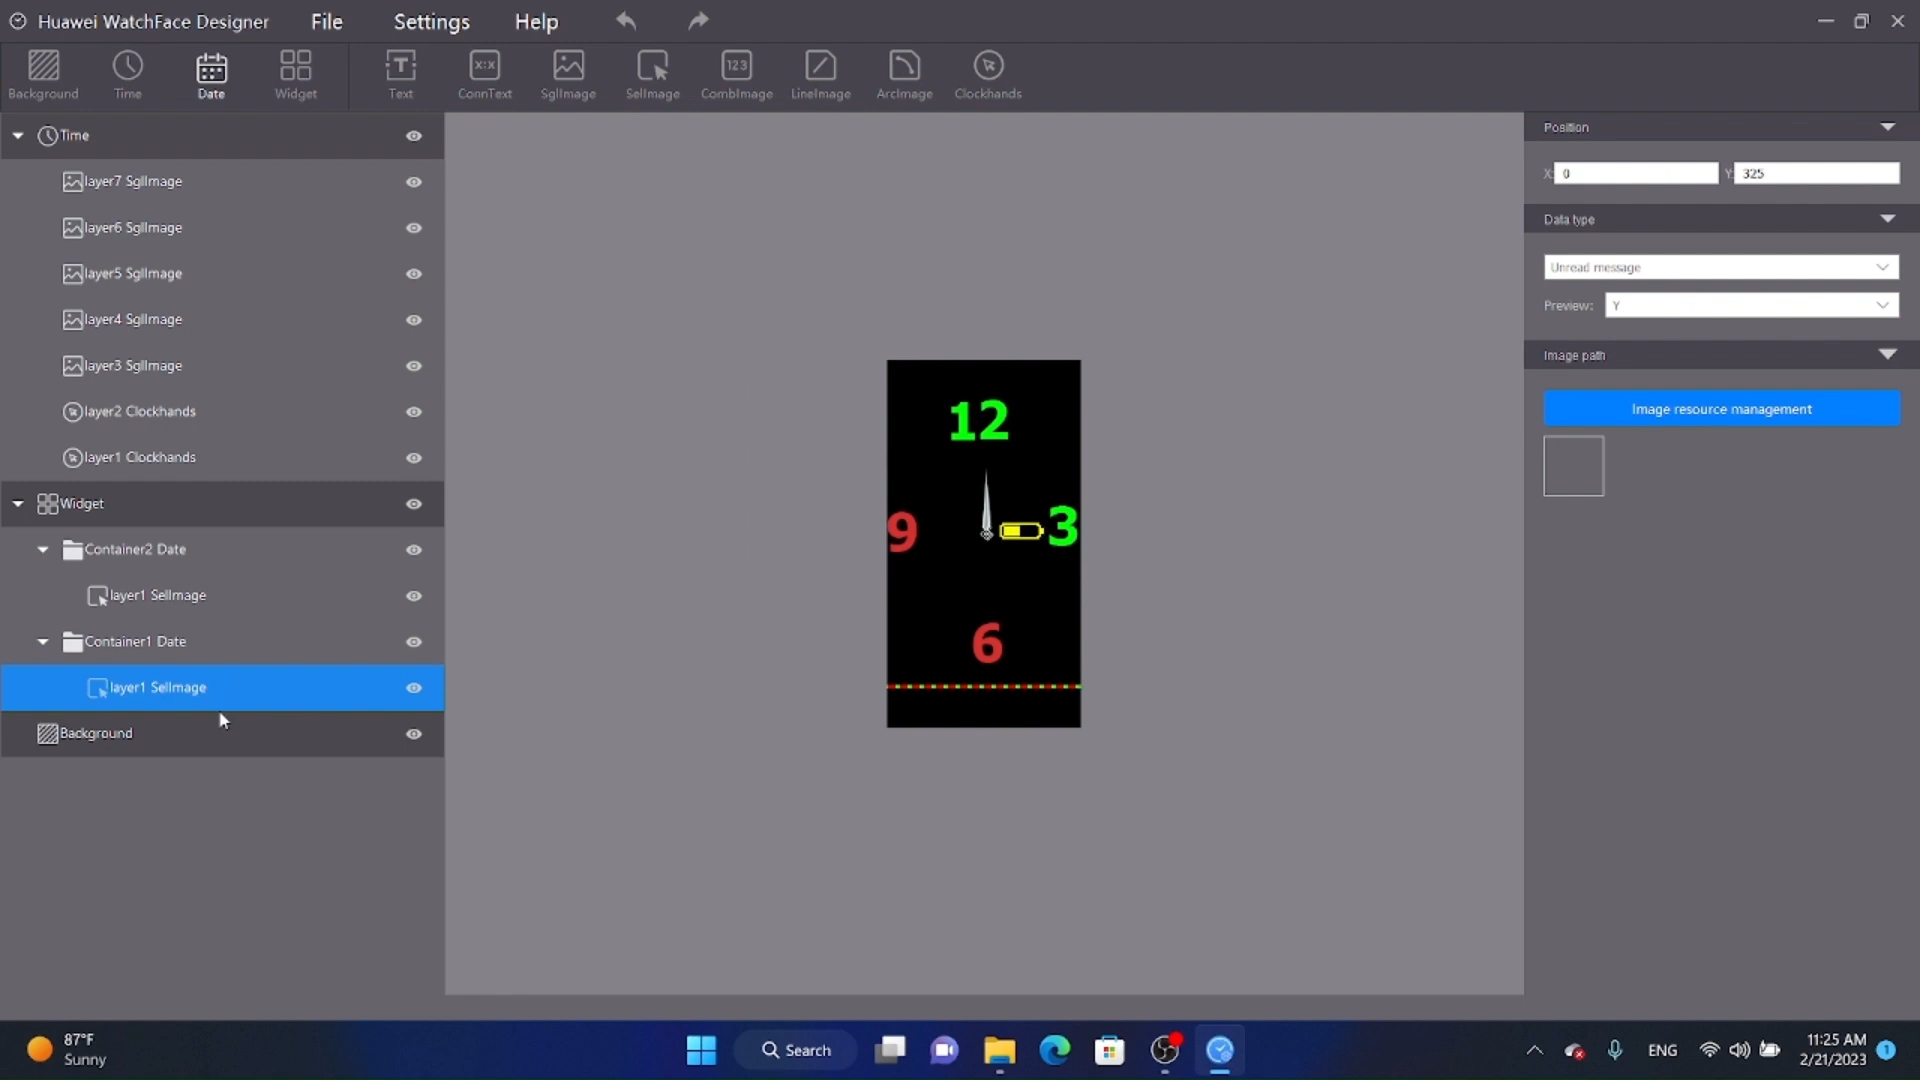 Huawei WatchFace Designer File Settings Help
Background Time Date Widget Text ConnText SglImage SelImage CombImage LineImage ArcImage Clockhands
Time
layer7 SglImage
layer6 SglImage
layer5 SglImage
layer4 SglImage
layer3 SglImage
layer2 Clockhands
layer1 Clockhands
Widget
Container2 Date
layer1 SelImage
Container1 Date
layer1 SelImage
Background
12
9 3
6
Position
X: 0 Y: 325
Data type
Unread message
Preview: Y
Image path
Image resource management
87°F
Sunny
Search
ENG
11:25 AM
2/21/2023
1